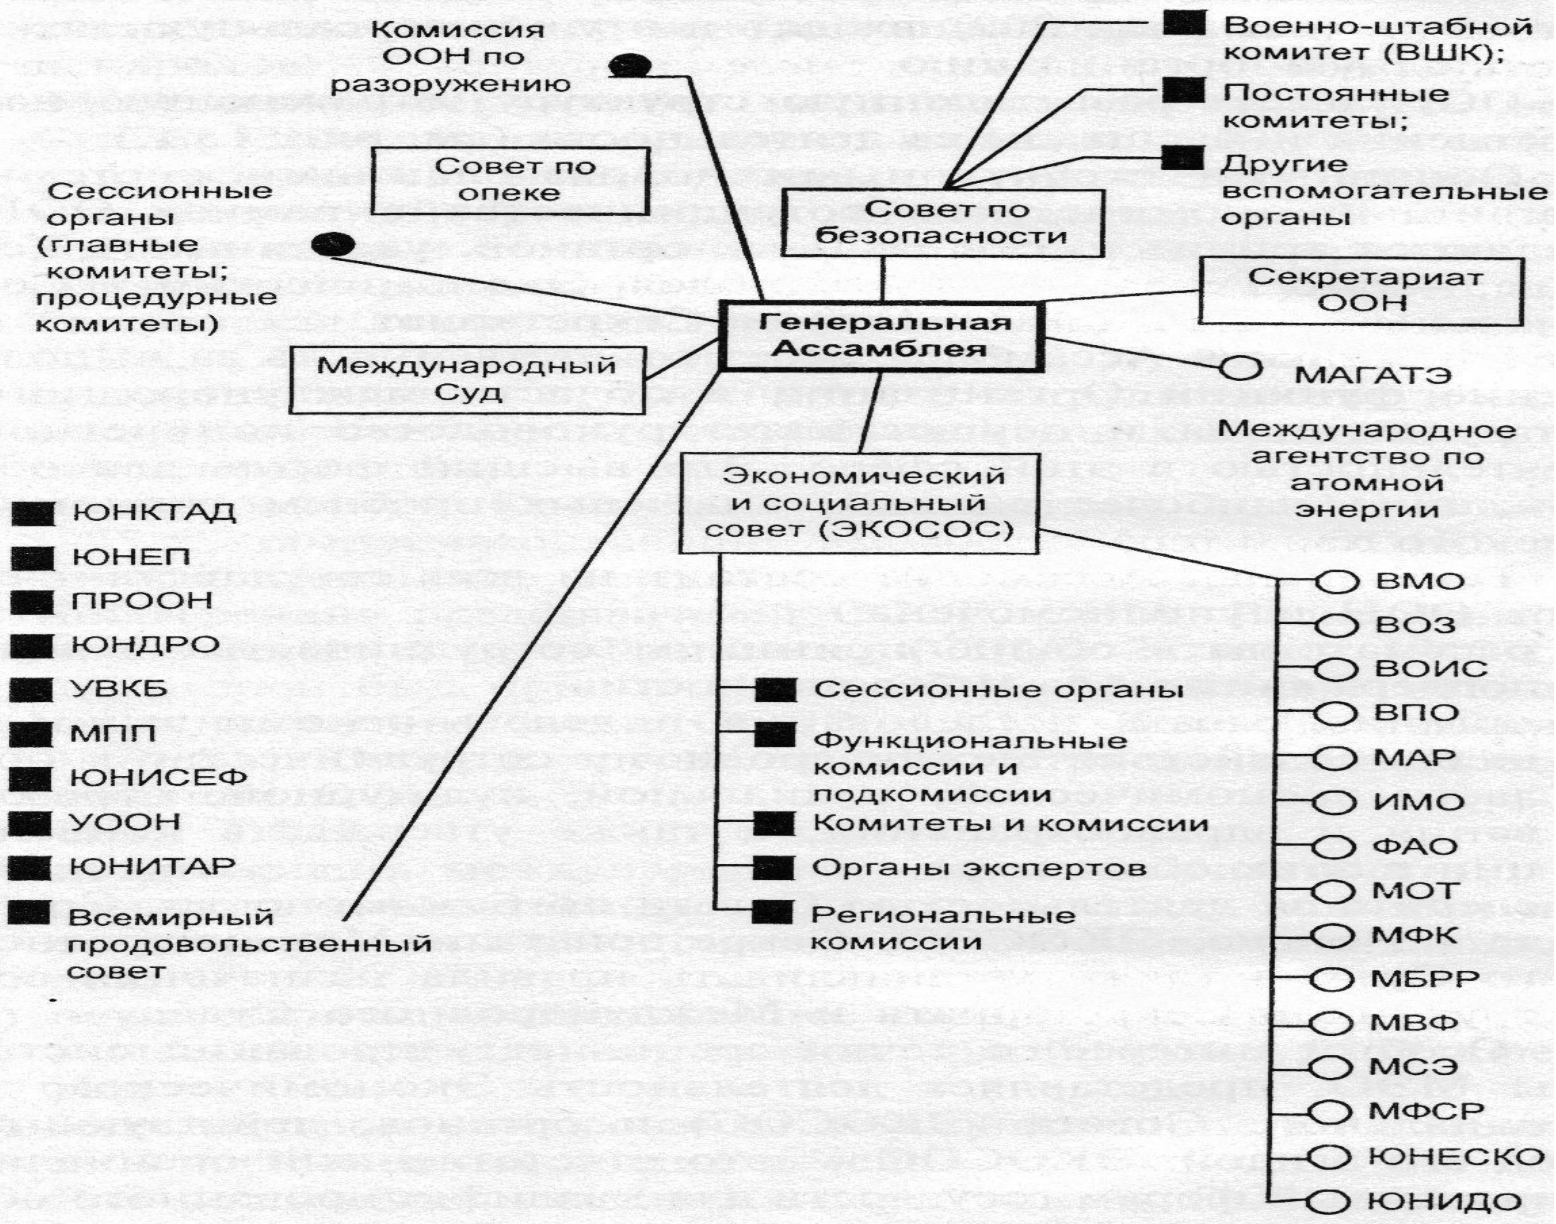 Комиссия
ООН по
разоружению
Военно-штабной
комитет (ВШК);
Постоянные
комитеты;
Другие
вспомогательные
органы
Совет по
опеке
Сессионные
органы
(главные
комитеты;
процедурные
комитеты)
Совет по
безопасности
Секретариат
ООН
Генеральная
Ассамблея
Международный
Суд
МАГАТЭ
Международное
агентство по
атомной
энергии
Экономический
и социальный
совет (ЭКОСОС)
ЮНКТАД
ЮНЕП
ПРООН
ЮНДРО
УВКБ
МПП
ЮНИСЕФ
УООН
ЮНИТАР
Всемирный
продовольственный
совет
Сессионные органы
Функциональные
комиссии и
подкомиссии
Комитеты и комиссии
Органы экспертов
Региональные
комиссии
ВМО
ВОЗ
ВОИС
ВПО
МАР
ИМО
ФАО
МОТ
МФК
МБРР
МВФ
МСЭ
МФСР
ЮНЕСКО
ЮНИДО